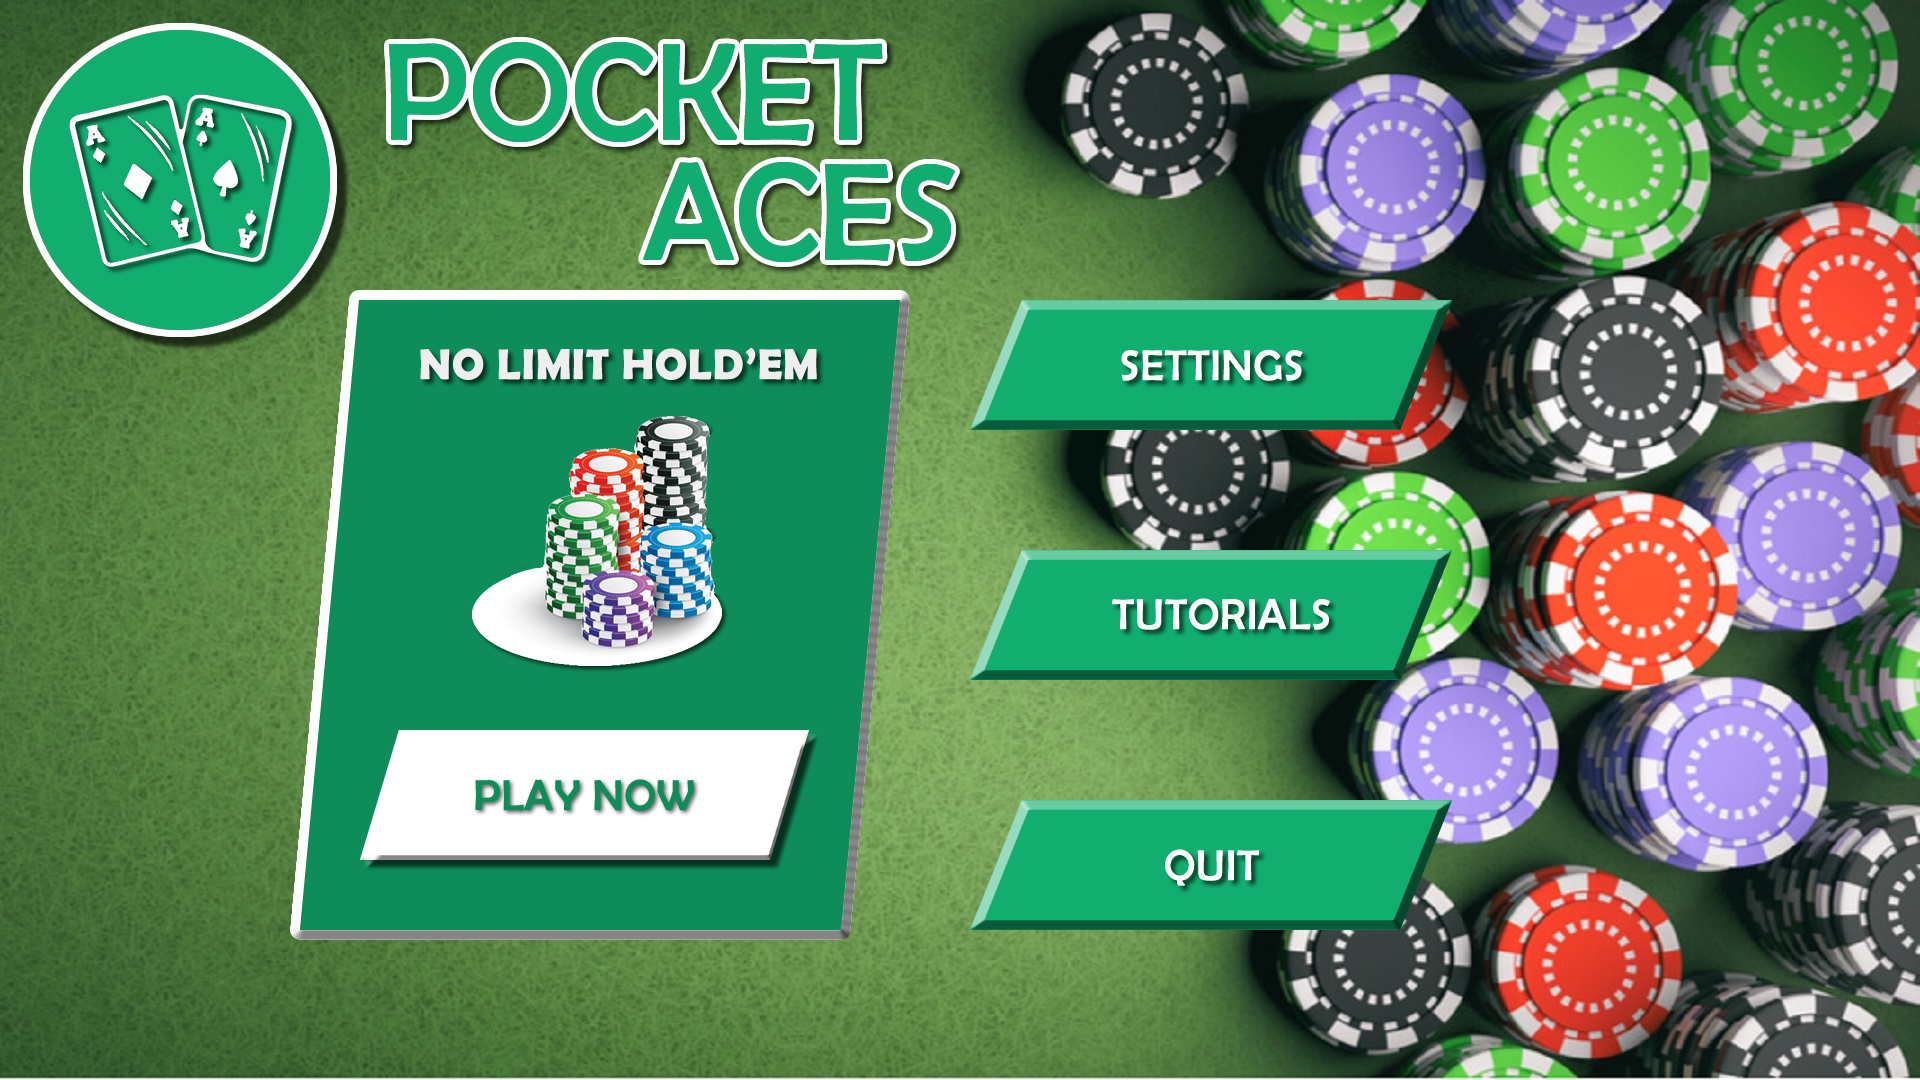 A
A
A
A
POCKET
ACES
NO LIMIT HOLD’EM
PLAY NOW
SETTINGS
TUTORIALS
QUIT